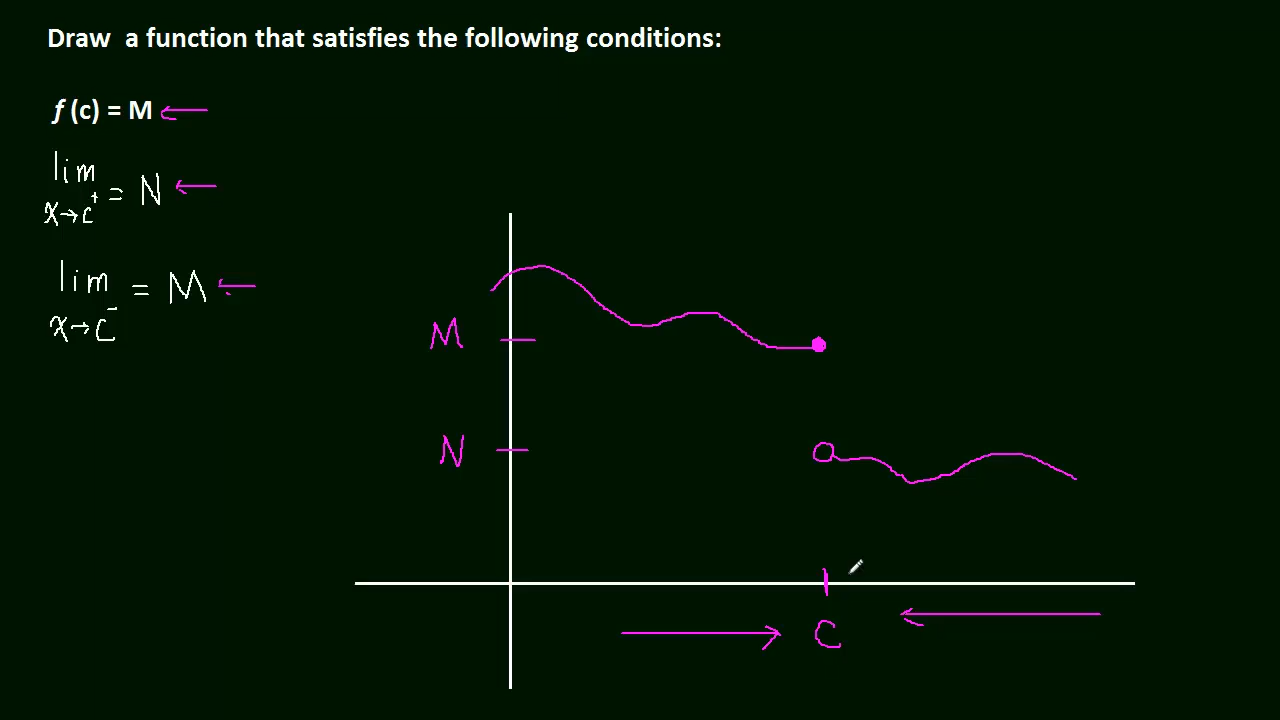 Draw a function that satisfies the following conditions:
f (c) = M
lim x→c⁺ = N
lim x→c⁻ = M
M
N
C